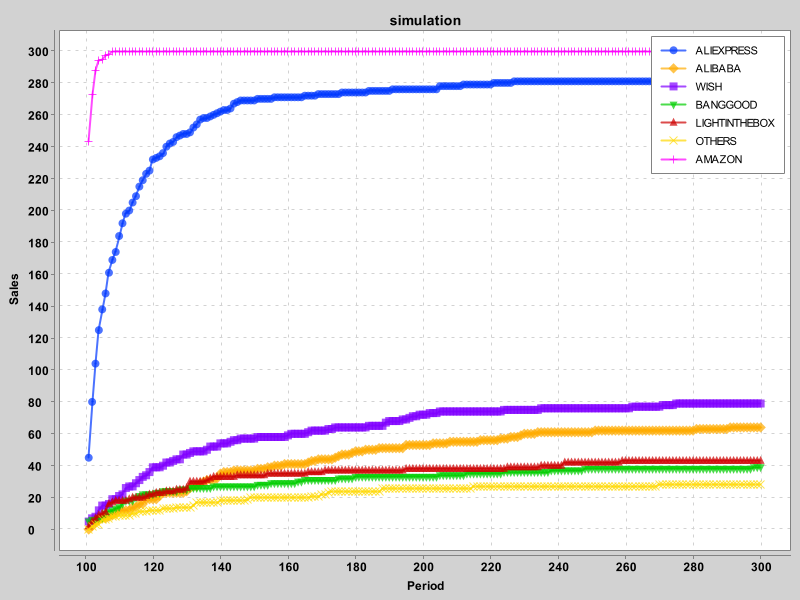 simulation
300
280
260
240
220
200
180
160
140
120
100
80
60
40
20
0
Sales
ALIEXPRESS
ALIBABA
WISH
BANGGOOD
LIGHTINTHEBOX
OTHERS
AMAZON
100 120 140 160 180 200 220 240 260 280 300
Period